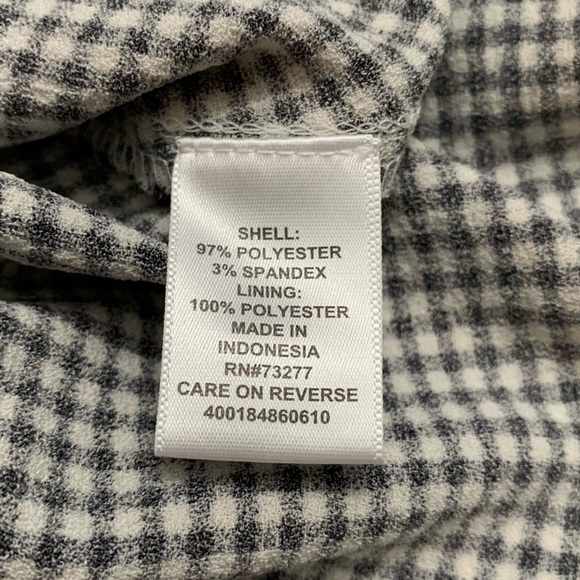 SHELL:
97% POLYESTER
3% SPANDEX
LINING:
100% POLYESTER
MADE IN
INDONESIA
RN#73277
CARE ON REVERSE
400184860610